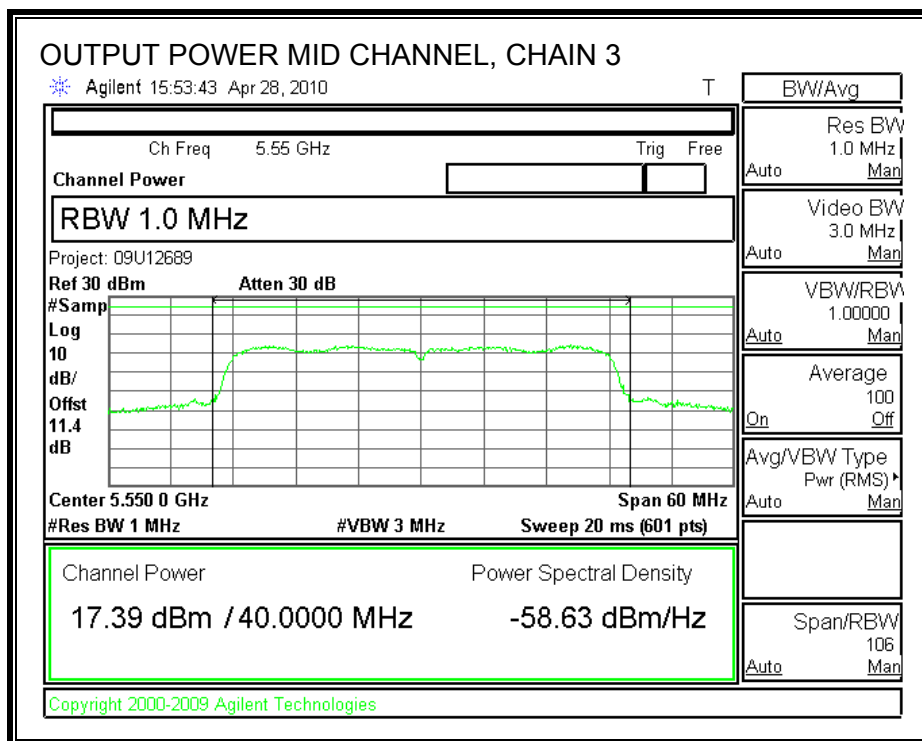 OUTPUT POWER MID CHANNEL, CHAIN 3
Agilent 15:53:43 Apr 28, 2010 T
Ch Freq 5.55 GHz Trig Free
Channel Power
RBW 1.0 MHz
Project: 09U12689
Ref 30 dBm Atten 30 dB
#Samp
Log
10
dB/
Offst
11.4
dB
Center 5.550 0 GHz Span 60 MHz
#Res BW 1 MHz #VBW 3 MHz Sweep 20 ms (601 pts)
Channel Power Power Spectral Density
17.39 dBm / 40.0000 MHz -58.63 dBm/Hz
Copyright 2000-2009 Agilent Technologies
BW/Avg
Res BW
1.0 MHz
Auto Man
Video BW
3.0 MHz
Auto Man
VBW/RBW
1.00000
Auto Man
Average
100
On Off
Avg/VBW Type
Pwr (RMS)
Auto Man
Span/RBW
106
Auto Man